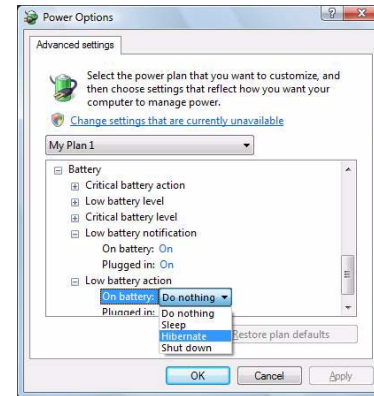 Power Options
Advanced settings
Select the power plan that you want to customize, and
then choose settings that reflect how you want your
computer to manage power.
Change settings that are currently unavailable
My Plan 1
Battery
Critical battery action
Low battery level
Critical battery level
Low battery notification
On battery: On
Plugged in: On
Low battery action
On battery: Do nothing
Plugged in: Do nothing
Sleep
Hibernate
Restore plan defaults
Shut down
OK Cancel Apply